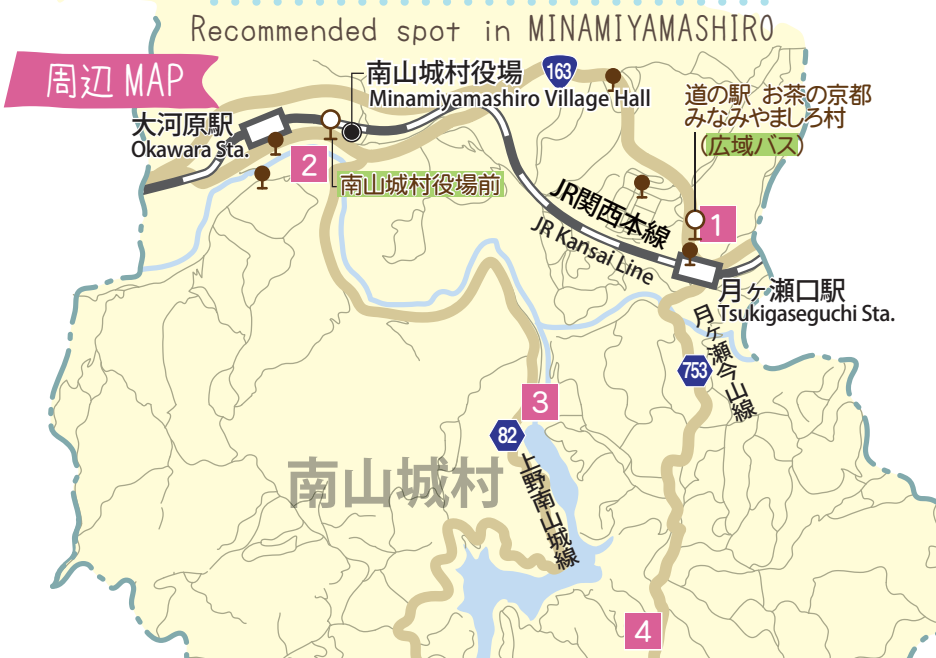 Recommended spot in MINAMIYAMASHIRO
周辺 MAP
南山城村役場
Minamiyamashiro Village Hall
163
道の駅 お茶の京都
みなみやましろ村
(広域バス)
大河原駅
Okawara Sta.
2
南山城村役場前
JR関西本線
JR Kansai Line
1
月ヶ瀬口駅
Tsukigaseguchi Sta.
月ヶ瀬今山線
753
3
82
上野南山城線
南山城村
4